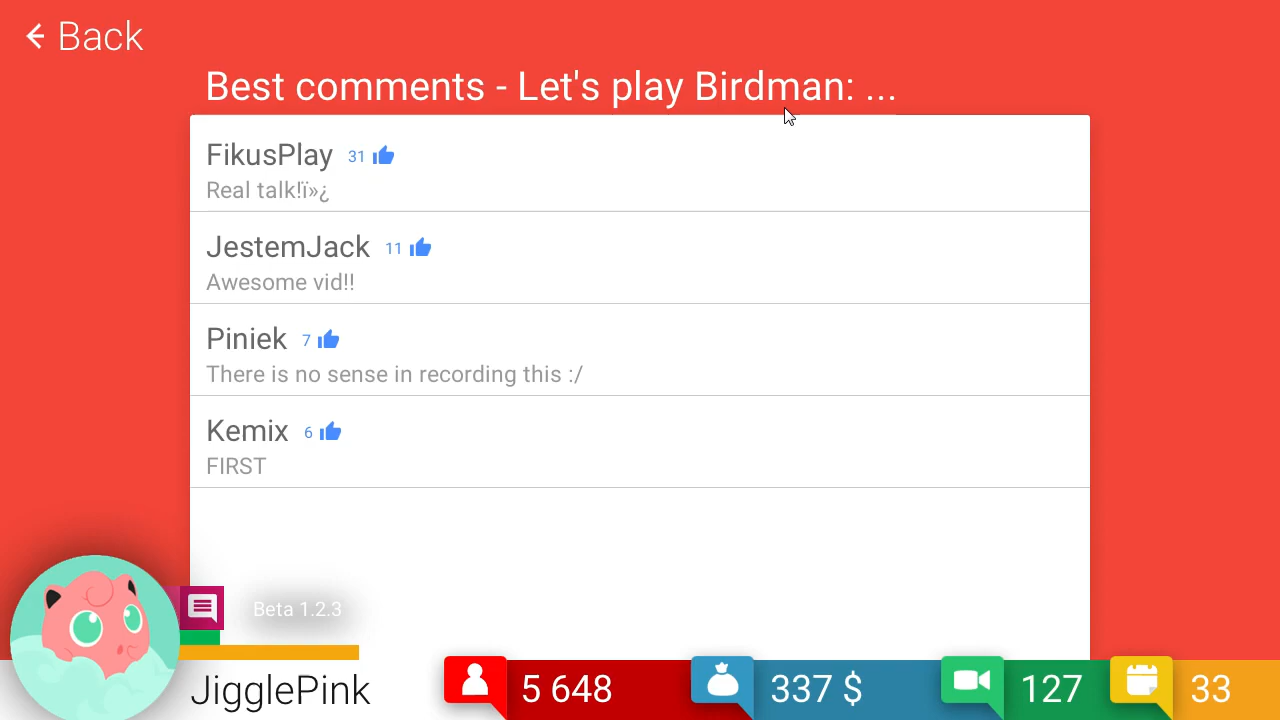 Back
Best comments - Let's play Birdman: ...
FikusPlay 31
Real talk!ï»¿
JestemJack 11
Awesome vid!!
Piniek 7
There is no sense in recording this :/
Kemix 6
FIRST
Beta 1.2.3
JigglePink 5 648 337 $ 127 33